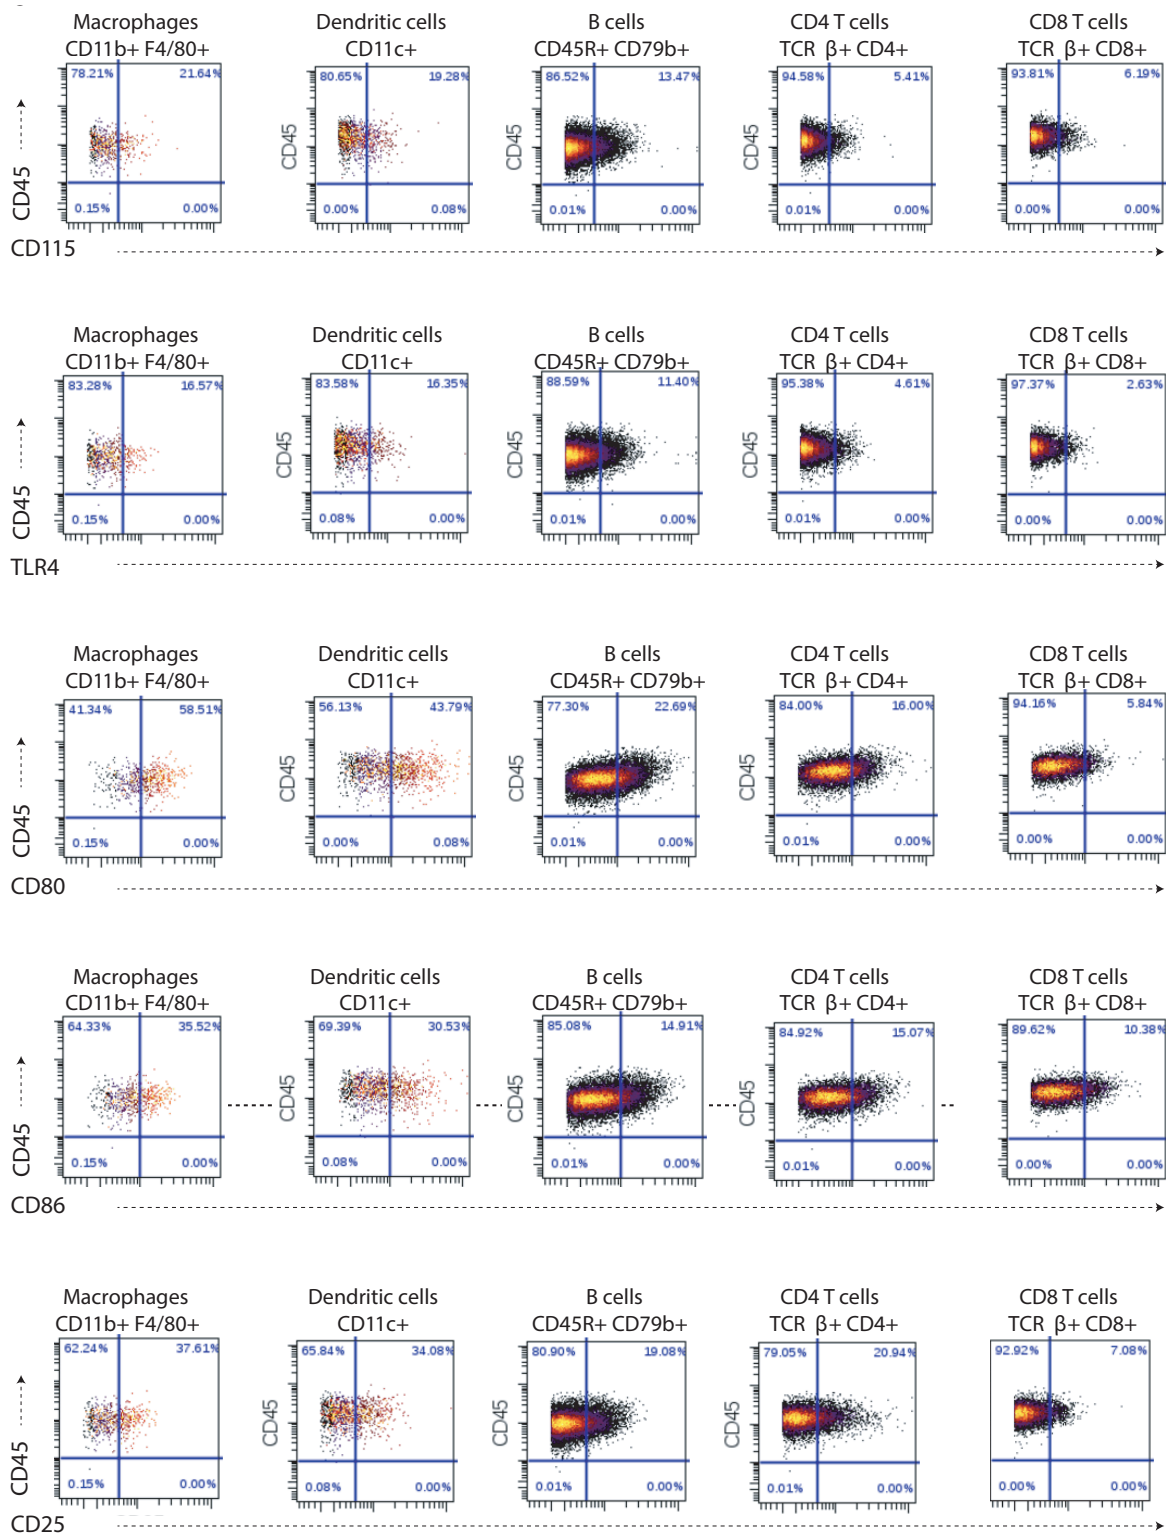 Macrophages Dendritic cells B cells CD4 T cells CD8 T cells
CD11b+ F4/80+ CD11c+ CD45R+ CD79b+ TCR β+ CD4+ TCR β+ CD8+
78.21% 21.64% 80.65% 19.28% 86.52% 13.47% 94.58% 5.41% 93.81% 6.19%
CD45 CD45 CD45 CD45
0.15% 0.00% 0.00% 0.08% 0.01% 0.00% 0.01% 0.00% 0.00% 0.00%
CD115
Macrophages Dendritic cells B cells CD4 T cells CD8 T cells
CD11b+ F4/80+ CD11c+ CD45R+ CD79b+ TCR β+ CD4+ TCR β+ CD8+
83.28% 16.57% 83.58% 16.35% 88.59% 11.40% 95.38% 4.61% 97.37% 2.63%
CD45 CD45 CD45 CD45
0.15% 0.00% 0.08% 0.00% 0.01% 0.00% 0.01% 0.00% 0.00% 0.00%
TLR4
Macrophages Dendritic cells B cells CD4 T cells CD8 T cells
CD11b+ F4/80+ CD11c+ CD45R+ CD79b+ TCR β+ CD4+ TCR β+ CD8+
41.34% 58.51% 56.13% 43.79% 77.30% 22.69% 84.00% 16.00% 94.16% 5.84%
CD45 CD45 CD45 CD45
0.15% 0.00% 0.00% 0.08% 0.01% 0.00% 0.01% 0.00% 0.00% 0.00%
CD80
Macrophages Dendritic cells B cells CD4 T cells CD8 T cells
CD11b+ F4/80+ CD11c+ CD45R+ CD79b+ TCR β+ CD4+ TCR β+ CD8+
64.33% 35.52% 69.39% 30.53% 85.08% 14.91% 84.92% 15.07% 89.62% 10.38%
CD45 CD45 CD45 CD45
0.15% 0.00% 0.08% 0.00% 0.01% 0.00% 0.01% 0.00% 0.00% 0.00%
CD86
Macrophages Dendritic cells B cells CD4 T cells CD8 T cells
CD11b+ F4/80+ CD11c+ CD45R+ CD79b+ TCR β+ CD4+ TCR β+ CD8+
62.24% 37.61% 65.84% 34.08% 80.90% 19.08% 79.05% 20.94% 92.92% 7.08%
CD45 CD45 CD45 CD45
0.15% 0.00% 0.08% 0.00% 0.01% 0.00% 0.01% 0.00% 0.00% 0.00%
CD25